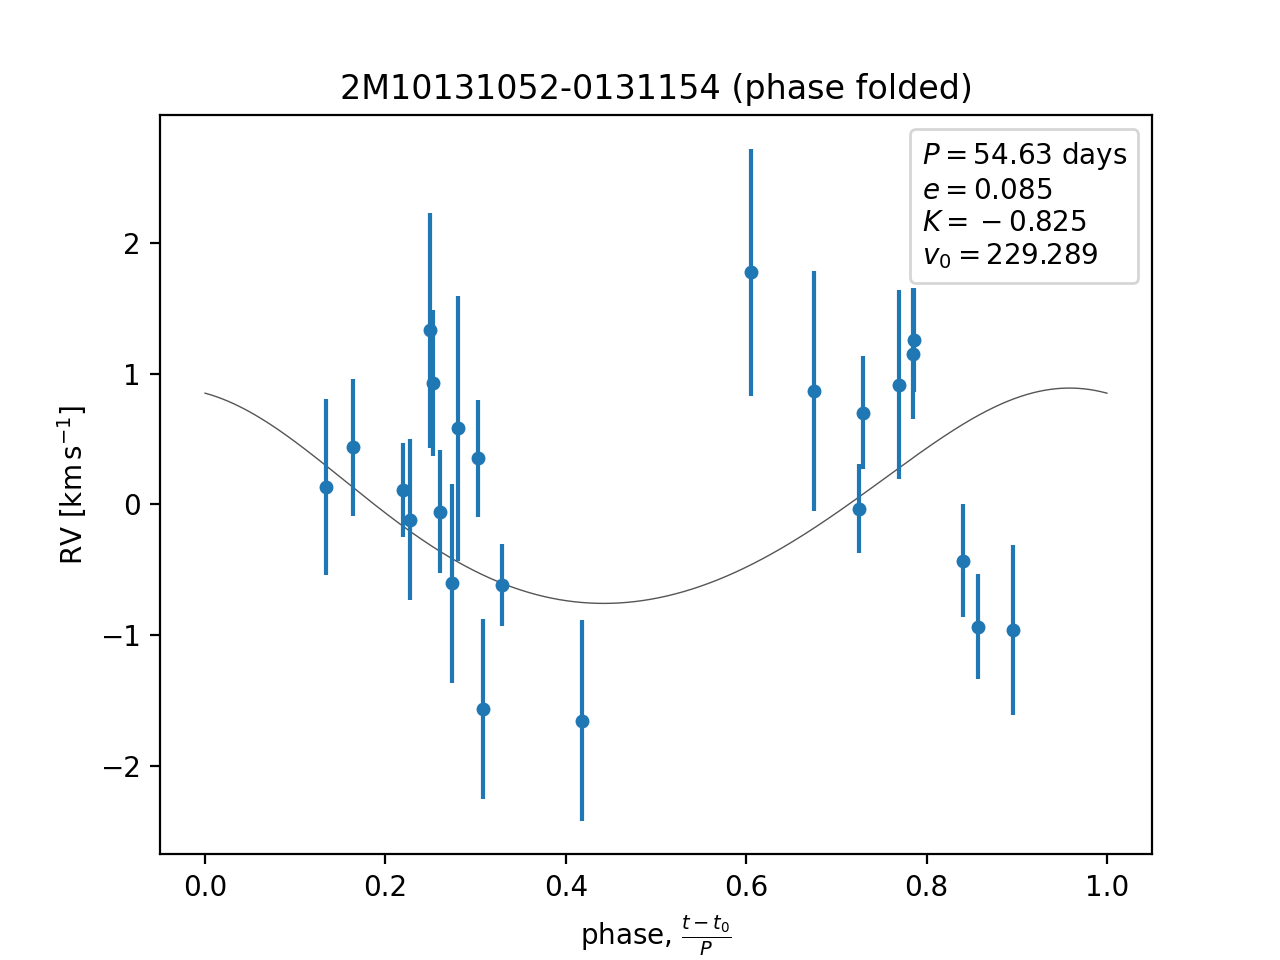 2M10131052-0131154 (phase folded)
P = 54.63 days
e = 0.085
K = −0.825
v₀ = 229.289
RV [km s⁻¹]
2
1
0
−1
−2
0.0 0.2 0.4 0.6 0.8 1.0
phase, (t − t₀)/P